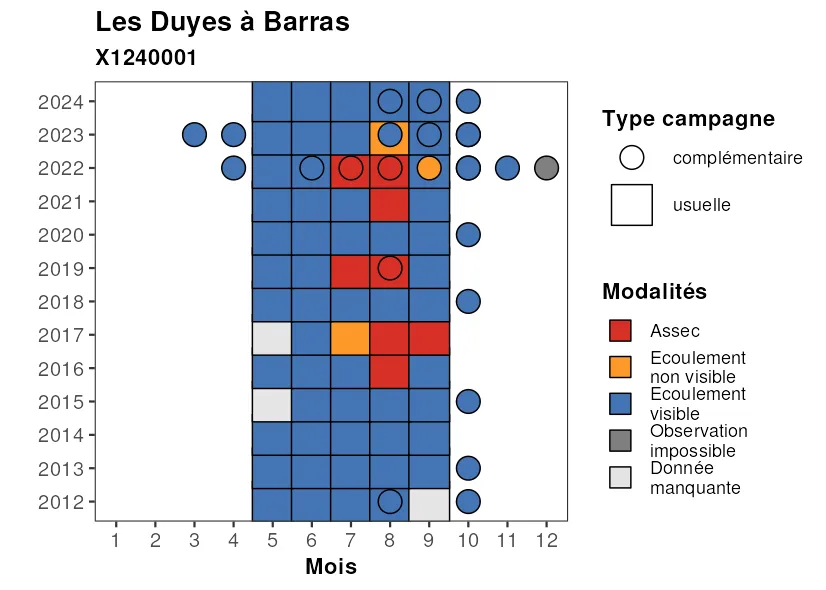 Les Duyes à Barras
X1240001
2024
2023
2022
2021
2020
2019
2018
2017
2016
2015
2014
2013
2012
1 2 3 4 5 6 7 8 9 10 11 12
Mois
Type campagne
complémentaire
usuelle
Modalités
Assec
Ecoulement
non visible
Ecoulement
visible
Observation
impossible
Donnée
manquante